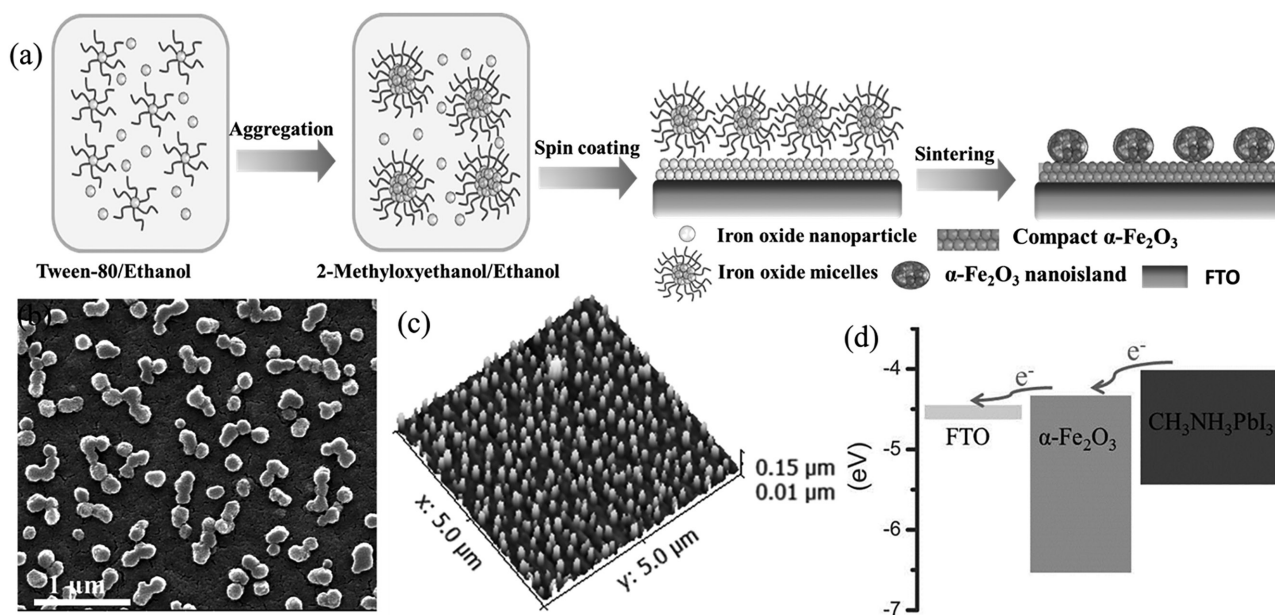 (a)
Aggregation
Spin coating
Sintering
Tween-80/Ethanol
2-Methyloxyethanol/Ethanol
Iron oxide nanoparticle
Compact α-Fe₂O₃
Iron oxide micelles
α-Fe₂O₃ nanoisland
FTO
(b)
1 μm
(c)
0.15 μm
0.01 μm
x: 5.0 μm
y: 5.0 μm
(d)
(eV)
-4
-5
-6
-7
e⁻
e⁻
FTO
α-Fe₂O₃
CH₃NH₃PbI₃